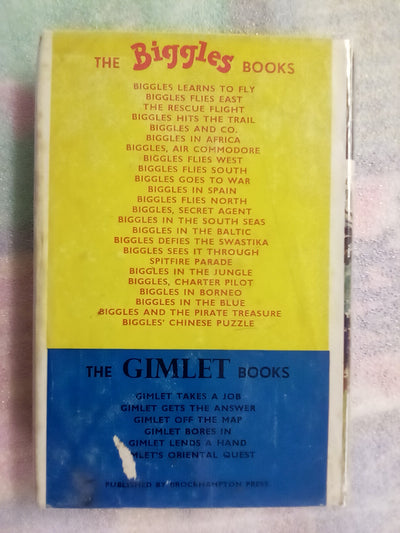 THE Biggles BOOKS
BIGGLES LEARNS TO FLY
BIGGLES FLIES EAST
THE RESCUE FLIGHT
BIGGLES HITS THE TRAIL
BIGGLES AND CO.
BIGGLES IN AFRICA
BIGGLES, AIR COMMODORE
BIGGLES FLIES WEST
BIGGLES FLIES SOUTH
BIGGLES GOES TO WAR
BIGGLES IN SPAIN
BIGGLES FLIES NORTH
BIGGLES, SECRET AGENT
BIGGLES IN THE SOUTH SEAS
BIGGLES IN THE BALTIC
BIGGLES DEFIES THE SWASTIKA
BIGGLES SEES IT THROUGH
SPITFIRE PARADE
BIGGLES IN THE JUNGLE
BIGGLES, CHARTER PILOT
BIGGLES IN BORNEO
BIGGLES IN THE BLUE
BIGGLES AND THE PIRATE TREASURE
BIGGLES' CHINESE PUZZLE
THE GIMLET BOOKS
GIMLET TAKES A JOB
GIMLET GETS THE ANSWER
GIMLET OFF THE MAP
GIMLET BORES IN
GIMLET LENDS A HAND
MLET'S ORIENTAL QUEST
PUBLISHED BY BROCKHAMPTON PRESS